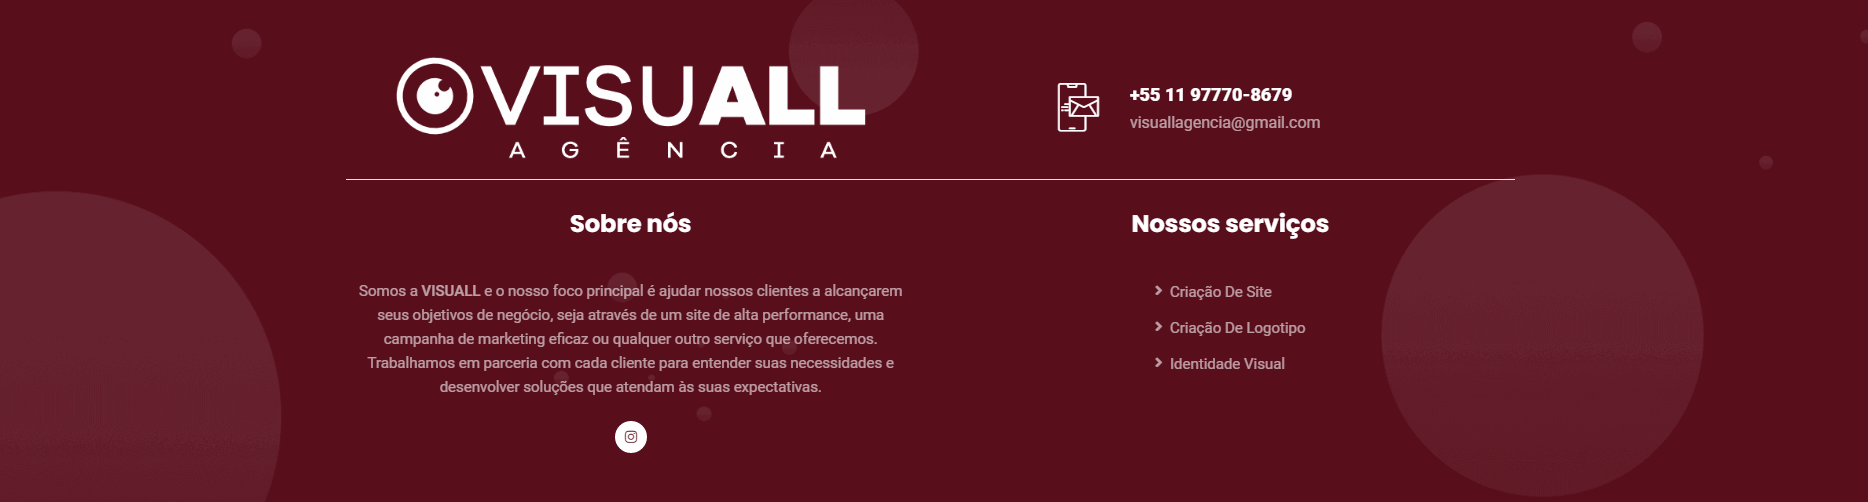 VISUALL
AGÊNCIA
+55 11 97770-8679
visuallagencia@gmail.com
Sobre nós
Somos a VISUALL e o nosso foco principal é ajudar nossos clientes a alcançarem
seus objetivos de negócio, seja através de um site de alta performance, uma
campanha de marketing eficaz ou qualquer outro serviço que oferecemos.
Trabalhamos em parceria com cada cliente para entender suas necessidades e
desenvolver soluções que atendam às suas expectativas.
Nossos serviços
Criação De Site
Criação De Logotipo
Identidade Visual